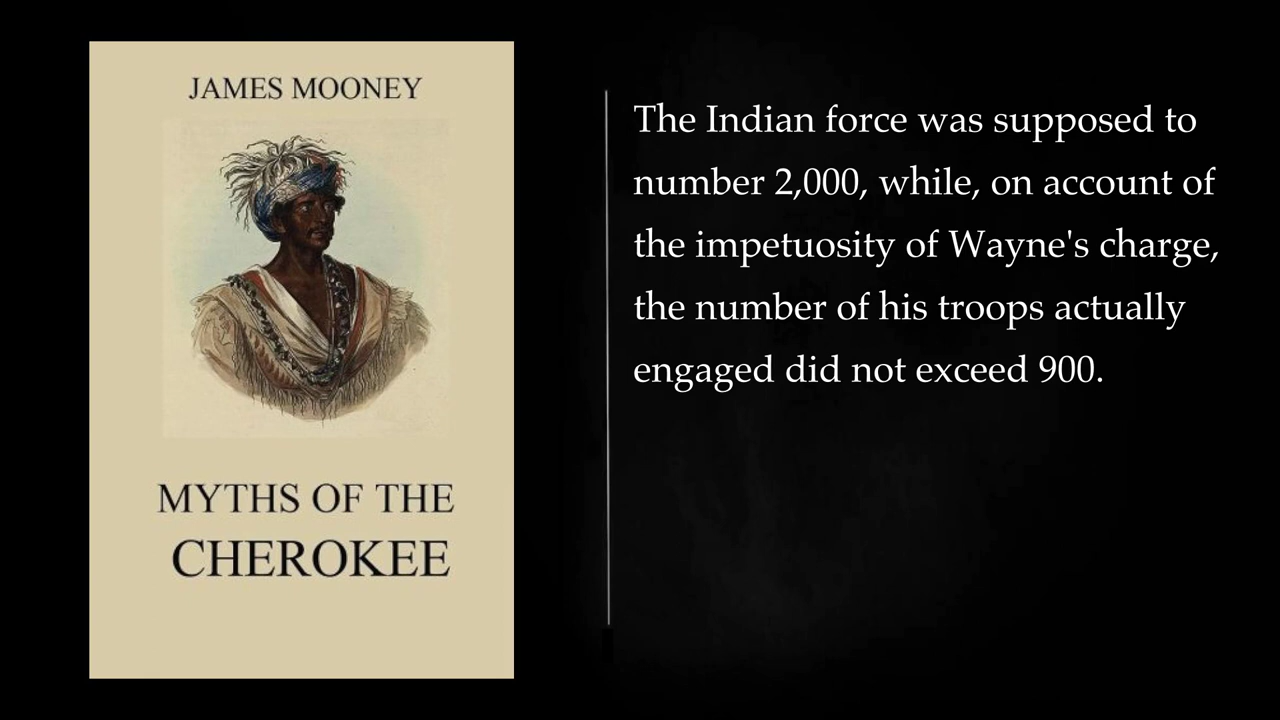 JAMES MOONEY
MYTHS OF THE
CHEROKEE
The Indian force was supposed to
number 2,000, while, on account of
the impetuosity of Wayne's charge,
the number of his troops actually
engaged did not exceed 900.